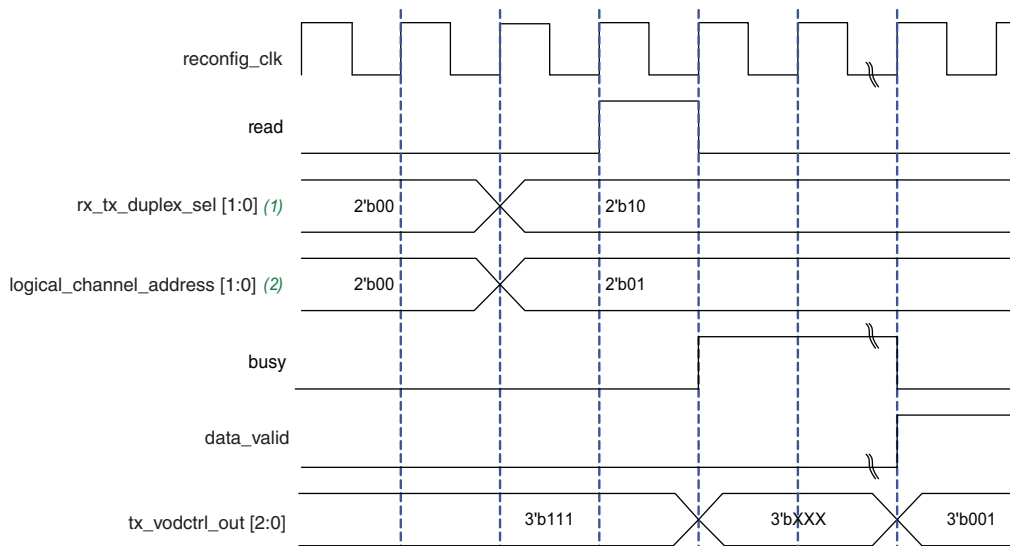 reconfig_clk
read
rx_tx_duplex_sel [1:0] (1) 2'b00 2'b10
logical_channel_address [1:0] (2) 2'b00 2'b01
busy
data_valid
tx_vodctrl_out [2:0] 3'b111 3'bXXX 3'b001